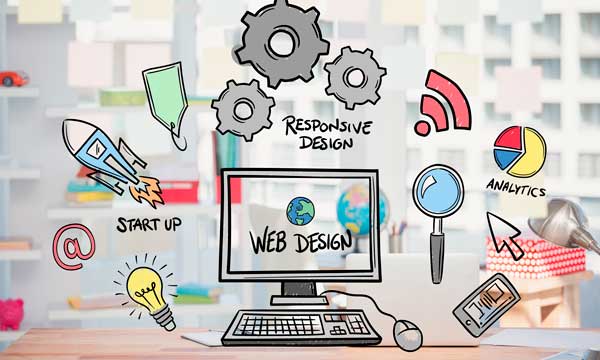 RESPONSIVE
DESIGN
ANALYTICS
START UP
@
WEB DESIGN